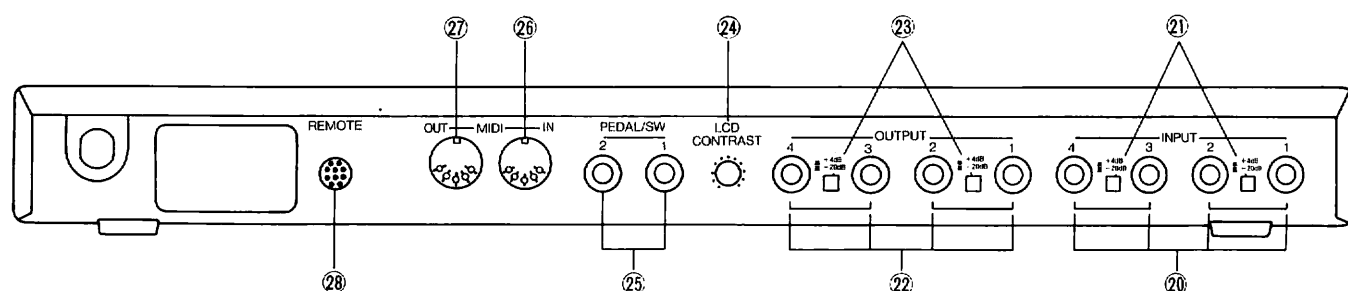 ㉗ ㉖ ㉔ ㉓ ㉑
REMOTE
OUT MIDI IN
PEDAL/SW
2 1
LCD
CONTRAST
OUTPUT
4 3 2 1
+4dB
-20dB
+4dB
-20dB
INPUT
4 3 2 1
+4dB
-20dB
+4dB
-20dB
㉘ ㉕ ㉒ ⑳